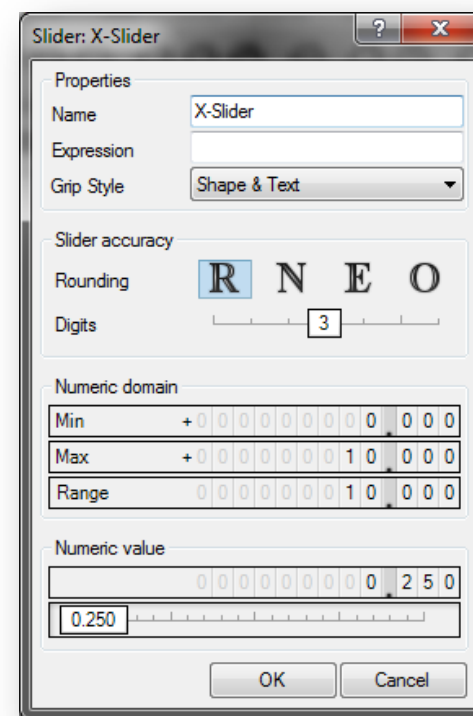 Slider: X-Slider ? X
Properties
Name X-Slider
Expression
Grip Style Shape & Text
Slider accuracy
Rounding R N E O
Digits 3
Numeric domain
Min + 0 0 0 0 0 0 0 0 0 . 0 0 0
Max + 0 0 0 0 0 0 0 1 0 . 0 0 0
Range 0 0 0 0 0 0 0 1 0 . 0 0 0
Numeric value
0 0 0 0 0 0 0 0 0 . 2 5 0
0.250
OK Cancel